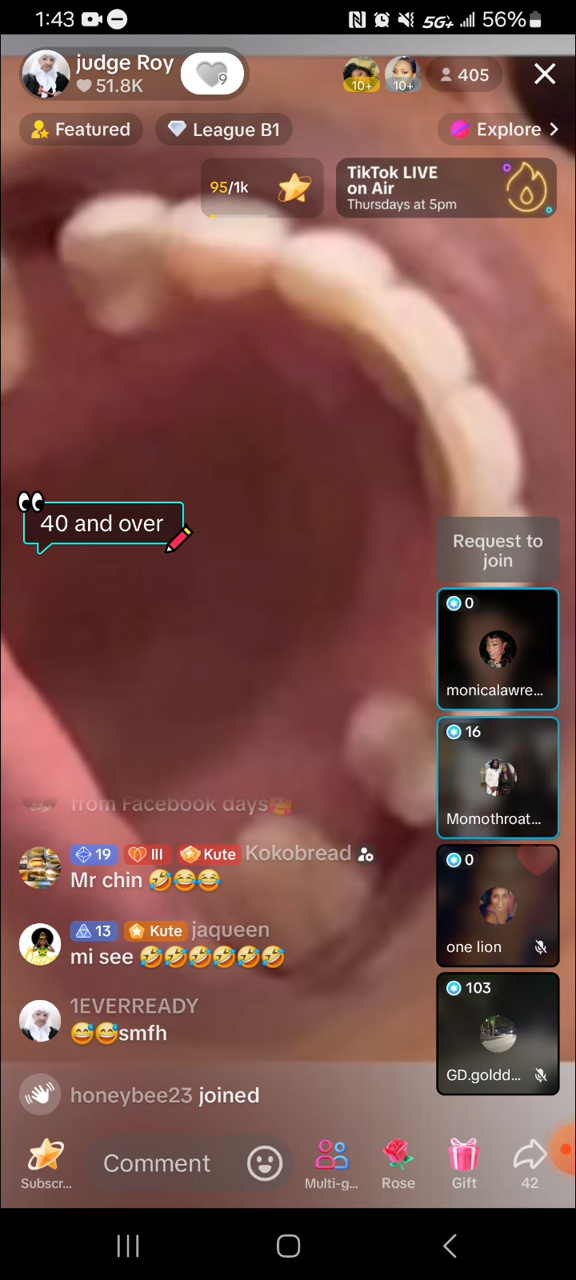 1:43 5G+ 56%
judge Roy
51.8K
9
10+ 10+ 405
Featured League B1 Explore >
95/1k
TikTok LIVE
on Air
Thursdays at 5pm
40 and over
Request to
join
0
monicalawre...
16
Momothroat...
0
one lion
103
GD.goldd...
from Facebook days🥰
19 III Kute Kokobread
Mr chin 🤣😂😂
13 Kute jaqueen
mi see 🤣🤣🤣🤣🤣🤣
1EVERREADY
😅😅smfh
honeybee23 joined
Subscr... Comment Multi-g... Rose Gift 42